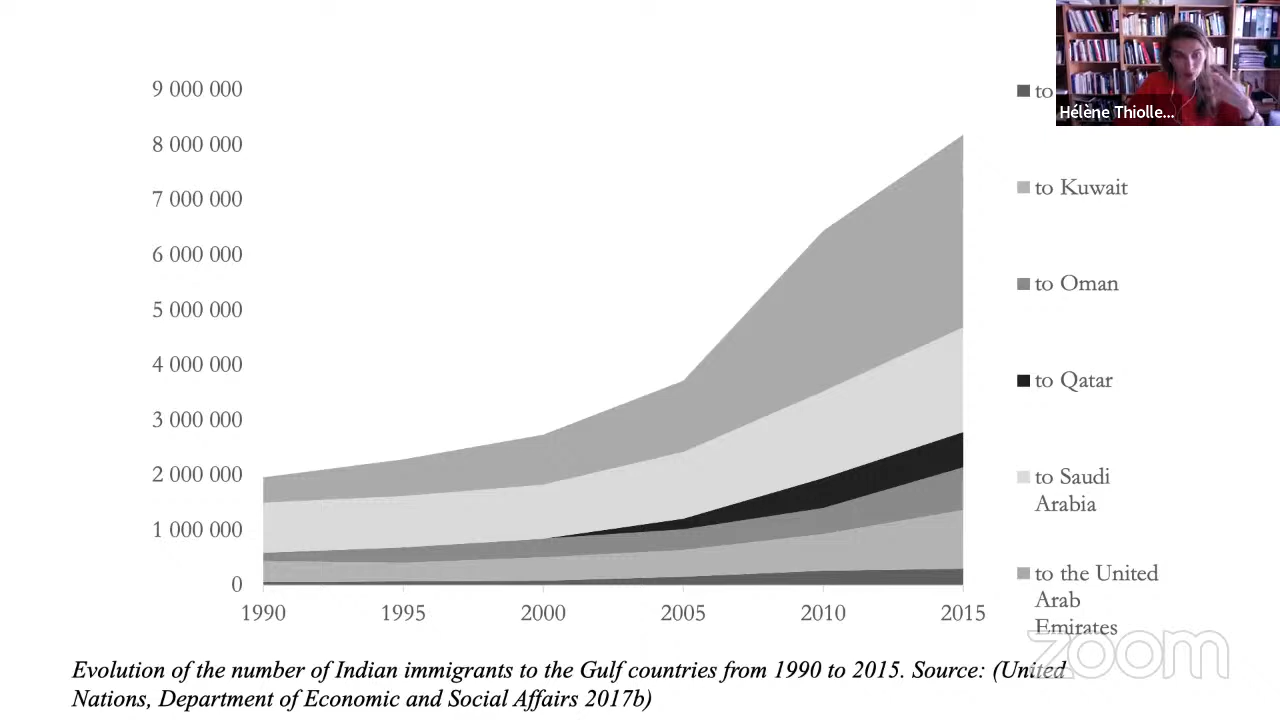 9 000 000
8 000 000
7 000 000
6 000 000
5 000 000
4 000 000
3 000 000
2 000 000
1 000 000
0
1990 1995 2000 2005 2010 2015
to
to Kuwait
to Oman
to Qatar
to Saudi
Arabia
to the United
Arab
Emirates
Hélène Thiolle...
zoom
Evolution of the number of Indian immigrants to the Gulf countries from 1990 to 2015. Source: (United
Nations, Department of Economic and Social Affairs 2017b)